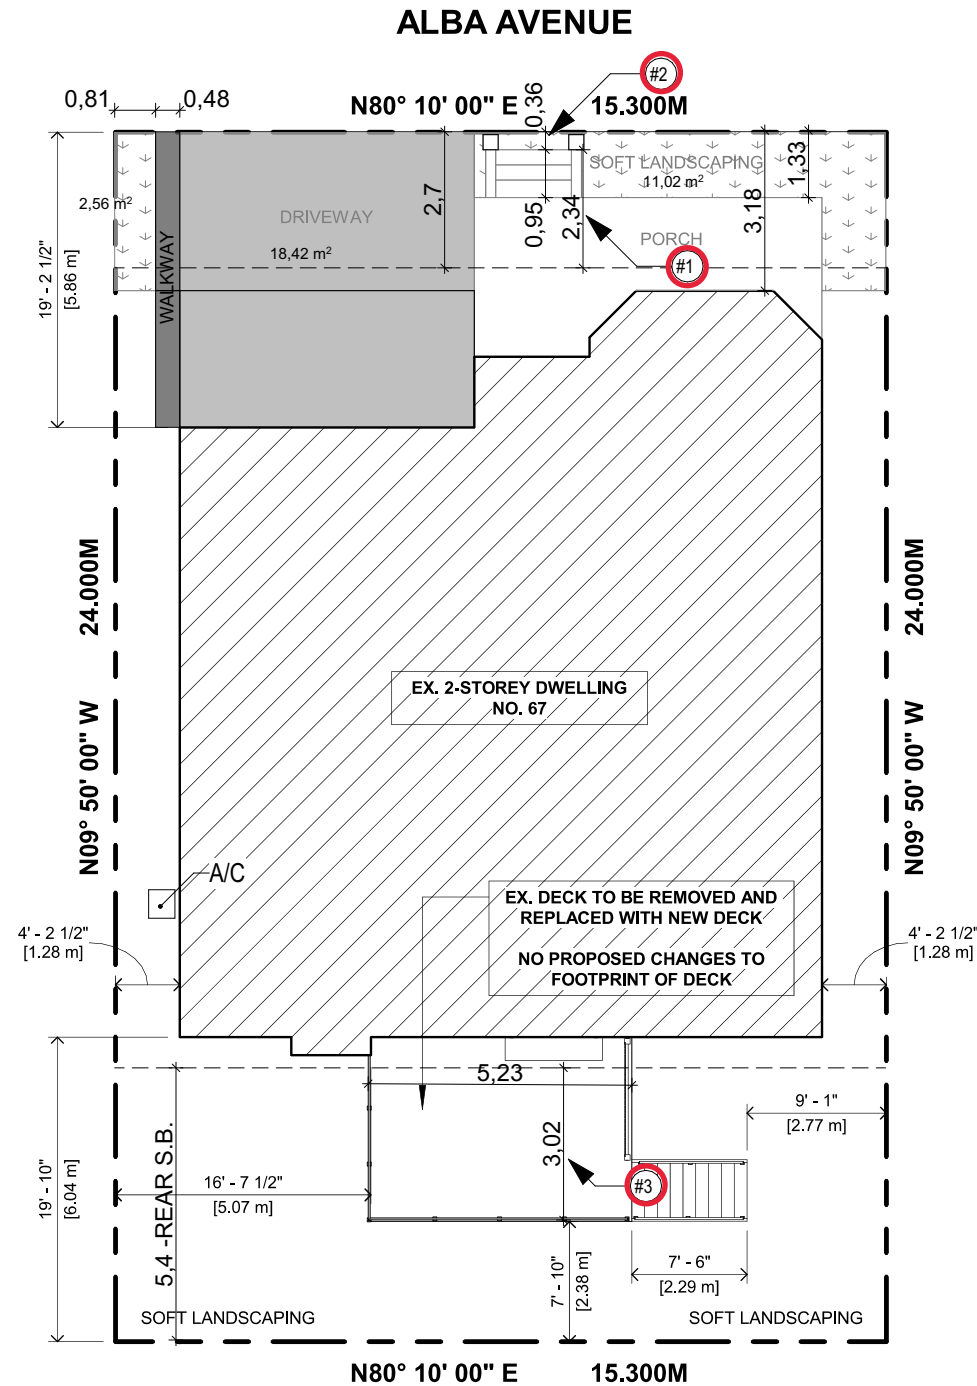 ALBA AVENUE
#2
0,81
0,48
N80° 10' 00" E
0,36
15.300M
SOFT LANDSCAPING
11,02 m²
1,33
2,56 m²
2,7
DRIVEWAY
18,42 m²
0,95
2,34
3,18
PORCH
#1
WALKWAY
19' - 2 1/2"
[5.86 m]
24.000M
N09° 50' 00" W
24.000M
N09° 50' 00" W
EX. 2-STOREY DWELLING
NO. 67
A/C
EX. DECK TO BE REMOVED AND
REPLACED WITH NEW DECK
NO PROPOSED CHANGES TO
FOOTPRINT OF DECK
4' - 2 1/2"
[1.28 m]
4' - 2 1/2"
[1.28 m]
5,23
9' - 1"
[2.77 m]
3,02
19' - 10"
[6.04 m]
5,4 -REAR S.B.
16' - 7 1/2"
[5.07 m]
#3
7' - 10"
[2.38 m]
7' - 6"
[2.29 m]
SOFT LANDSCAPING
SOFT LANDSCAPING
N80° 10' 00" E
15.300M